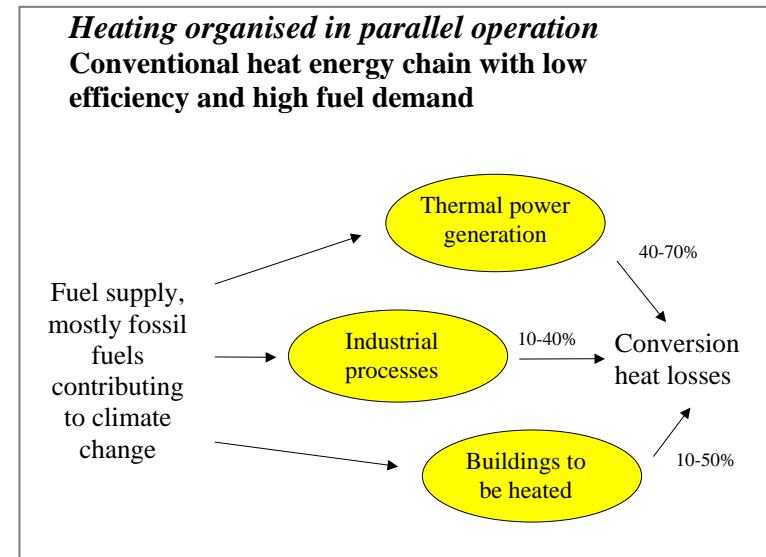 Heating organised in parallel operation
Conventional heat energy chain with low
efficiency and high fuel demand
Thermal power
generation
40-70%
Fuel supply,
mostly fossil
fuels
contributing
to climate
change
Industrial
processes
10-40%
Conversion
heat losses
Buildings to
be heated
10-50%